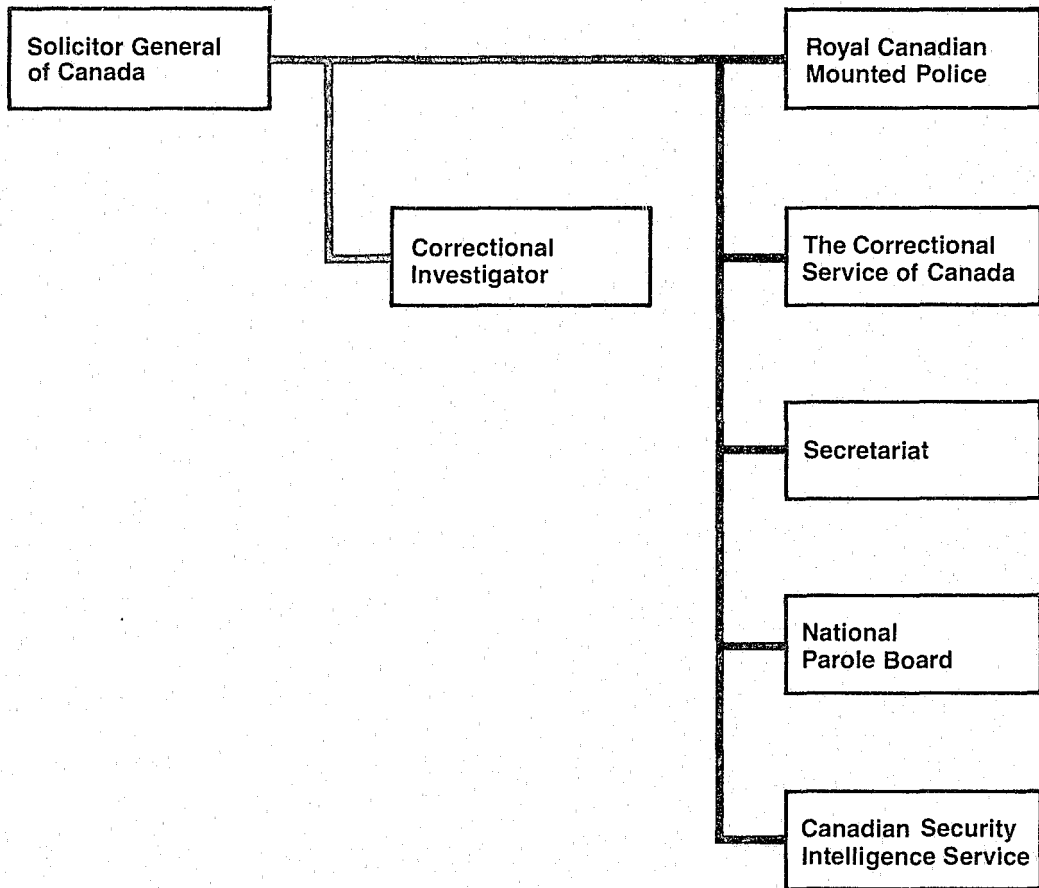 Solicitor General
of Canada
Royal Canadian
Mounted Police
Correctional
Investigator
The Correctional
Service of Canada
Secretariat
National
Parole Board
Canadian Security
Intelligence Service